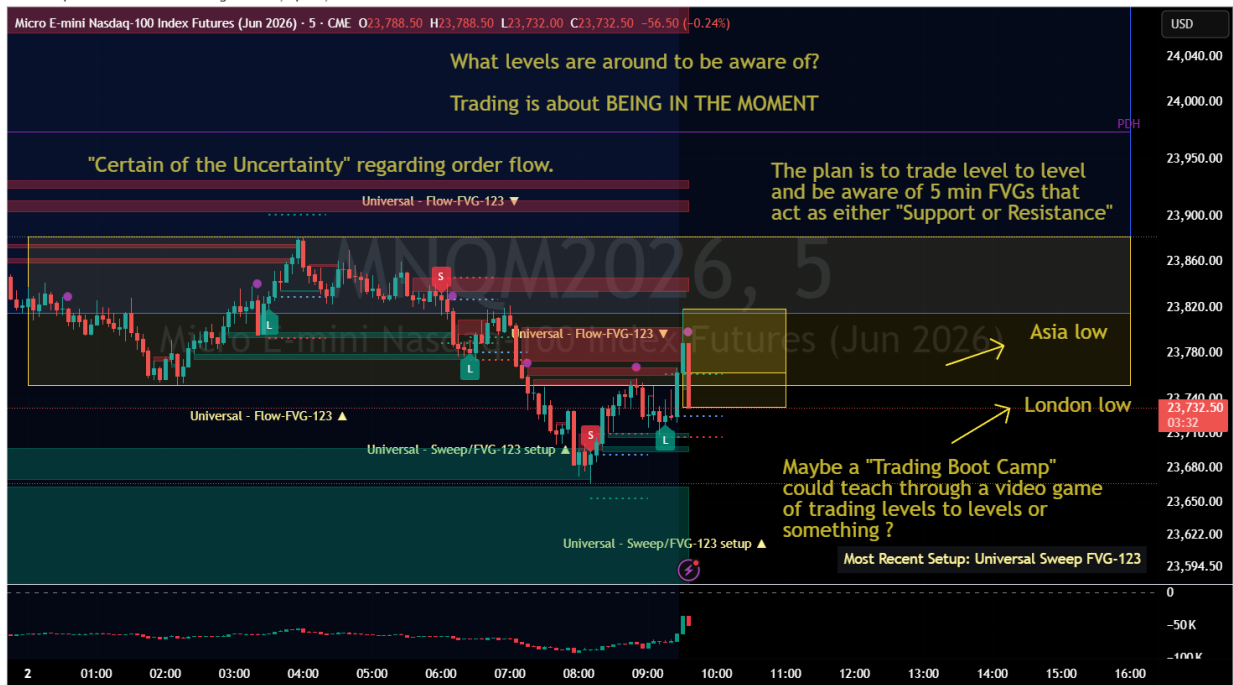 Micro E-mini Nasdaq-100 Index Futures (Jun 2026) · 5 · CME O23,788.50 H23,788.50 L23,732.00 C23,732.50 −56.50 (−0.24%)
USD
What levels are around to be aware of?
24,040.00
Trading is about BEING IN THE MOMENT
24,000.00
PDH
"Certain of the Uncertainty" regarding order flow.
23,950.00
The plan is to trade level to level
and be aware of 5 min FVGs that
act as either "Support or Resistance"
Universal - Flow-FVG-123 ▼
23,900.00
MNQM2026, 5
23,860.00
S
23,820.00
L
Universal - Flow-FVG-123 ▼
Micro E-mini Nasdaq-100 Index Futures (Jun 2026)
Asia low
23,780.00
L
23,740.00
London low
23,732.50
03:32
Universal - Flow-FVG-123 ▲
23,710.00
S
L
Universal - Sweep/FVG-123 setup ▲
Maybe a "Trading Boot Camp"
could teach through a video game
of trading levels to levels or
something ?
23,680.00
23,650.00
23,622.00
Universal - Sweep/FVG-123 setup ▲
Most Recent Setup: Universal Sweep FVG-123
23,594.50
0
−50K
−100K
2 01:00 02:00 03:00 04:00 05:00 06:00 07:00 08:00 09:00 10:00 11:00 12:00 13:00 14:00 15:00 16:00